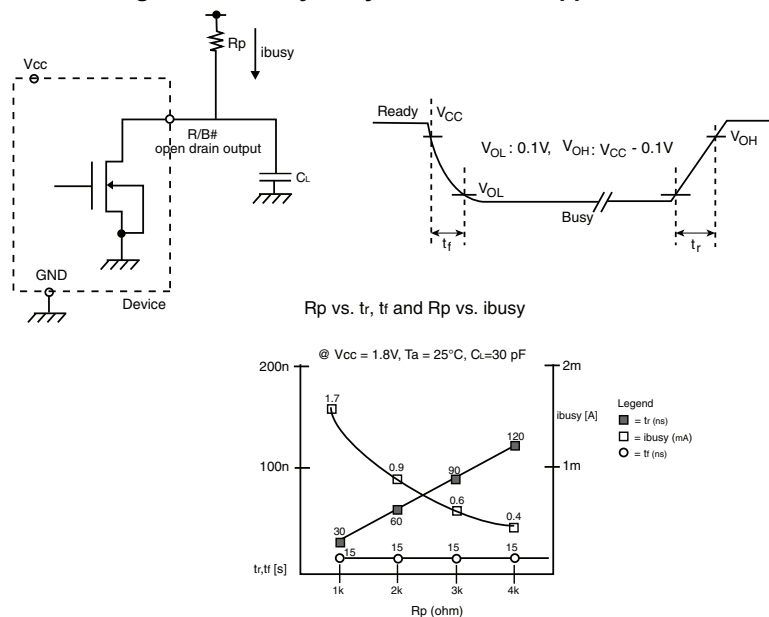 Rp
ibusy
Vcc
R/B#
open drain output
CL
GND
Device
Ready
VCC
VOL : 0.1V, VOH : VCC - 0.1V
VOH
VOL
Busy
tf
tr
Rp vs. tr, tf and Rp vs. ibusy
@ Vcc = 1.8V, Ta = 25°C, CL=30 pF
200n
2m
Legend
ibusy [A]
= tr (ns)
= ibusy (mA)
= tf (ns)
1.7
120
100n
0.9
90
1m
0.6
60
0.4
30
15
15
15
15
tr,tf [s]
1k
2k
3k
4k
Rp (ohm)